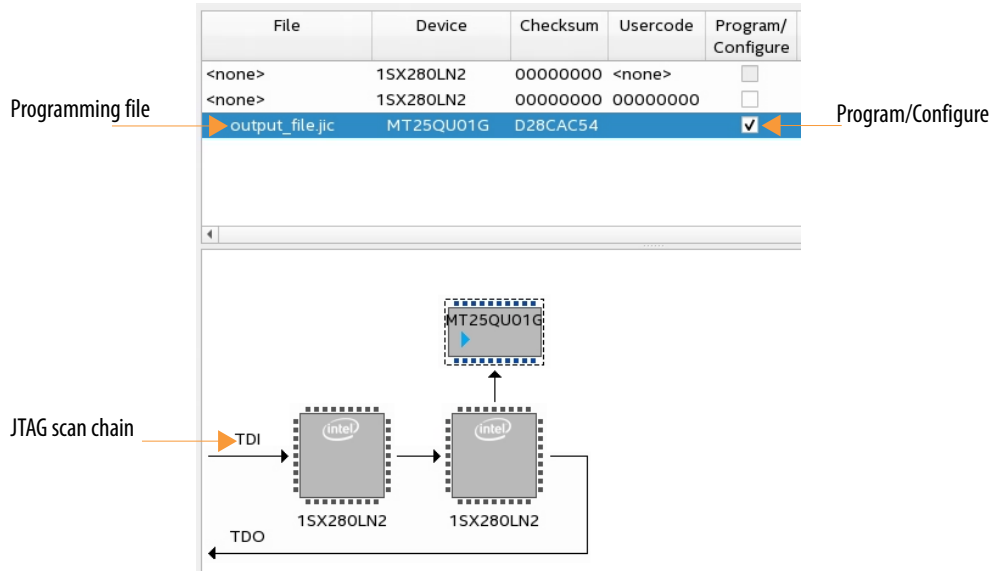 File Device Checksum Usercode Program/
Configure
<none> 1SX280LN2 00000000 <none>
<none> 1SX280LN2 00000000 00000000
output_file.jic MT25QU01G D28CAC54
Programming file
Program/Configure
MT25QU01G
JTAG scan chain
TDI
intel
intel
1SX280LN2
1SX280LN2
TDO